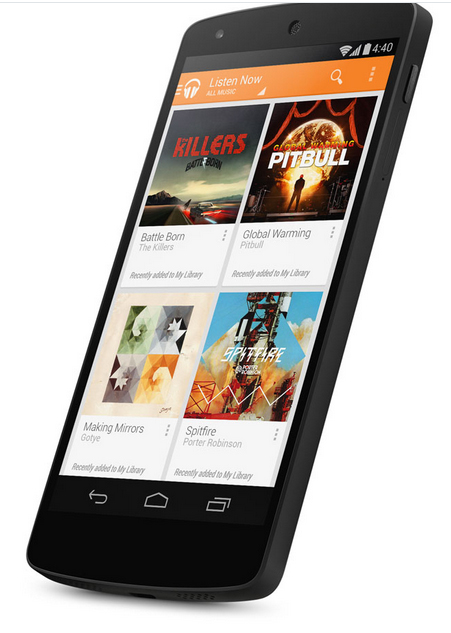 4:40
Listen Now
ALL MUSIC
KILLERS
BATTLE BORN
GLOBAL WARMING
PITBULL
Battle Born
The Killers
Global Warming
Pitbull
Recently added to My Library
Recently added to My Library
SPITFIRE
PORTER
ROBINSON
Making Mirrors
Gotye
Spitfire
Porter Robinson
Recently added to My Library
Recently added to My Library